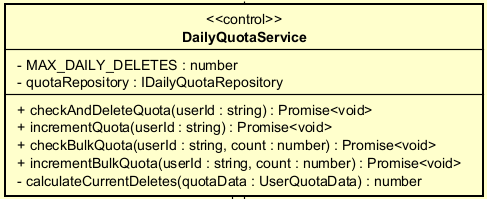 <<control>>
DailyQuotaService
- MAX_DAILY_DELETES : number
- quotaRepository : IDailyQuotaRepository
+ checkAndDeleteQuota(userId : string) : Promise<void>
+ incrementQuota(userId : string) : Promise<void>
+ checkBulkQuota(userId : string, count : number) : Promise<void>
+ incrementBulkQuota(userId : string, count : number) : Promise<void>
- calculateCurrentDeletes(quotaData : UserQuotaData) : number